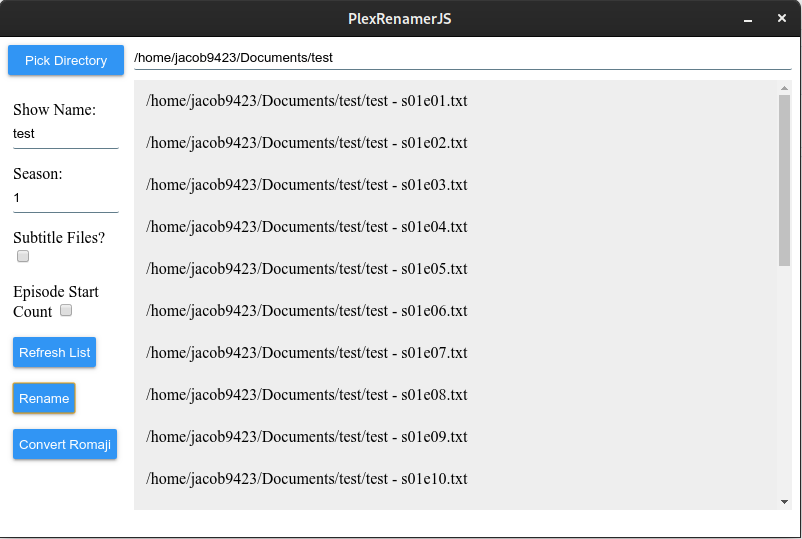 PlexRenamerJS
Pick Directory
/home/jacob9423/Documents/test
Show Name:
test
Season:
1
Subtitle Files?
Episode Start
Count
Refresh List
Rename
Convert Romaji
/home/jacob9423/Documents/test/test - s01e01.txt
/home/jacob9423/Documents/test/test - s01e02.txt
/home/jacob9423/Documents/test/test - s01e03.txt
/home/jacob9423/Documents/test/test - s01e04.txt
/home/jacob9423/Documents/test/test - s01e05.txt
/home/jacob9423/Documents/test/test - s01e06.txt
/home/jacob9423/Documents/test/test - s01e07.txt
/home/jacob9423/Documents/test/test - s01e08.txt
/home/jacob9423/Documents/test/test - s01e09.txt
/home/jacob9423/Documents/test/test - s01e10.txt